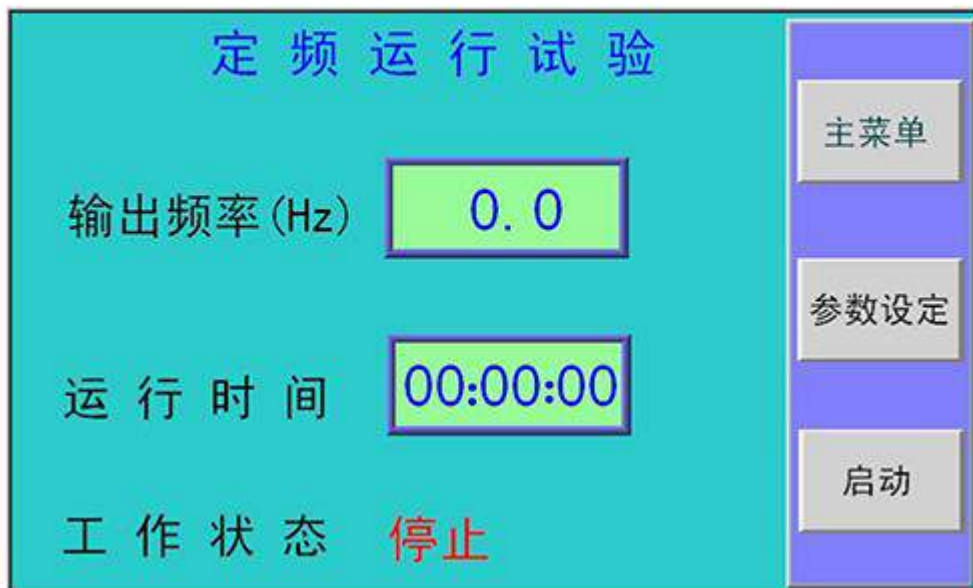 定频运行试验
主菜单
输出频率(Hz) 0.0
参数设定
运行时间 00:00:00
启动
工作状态 停止